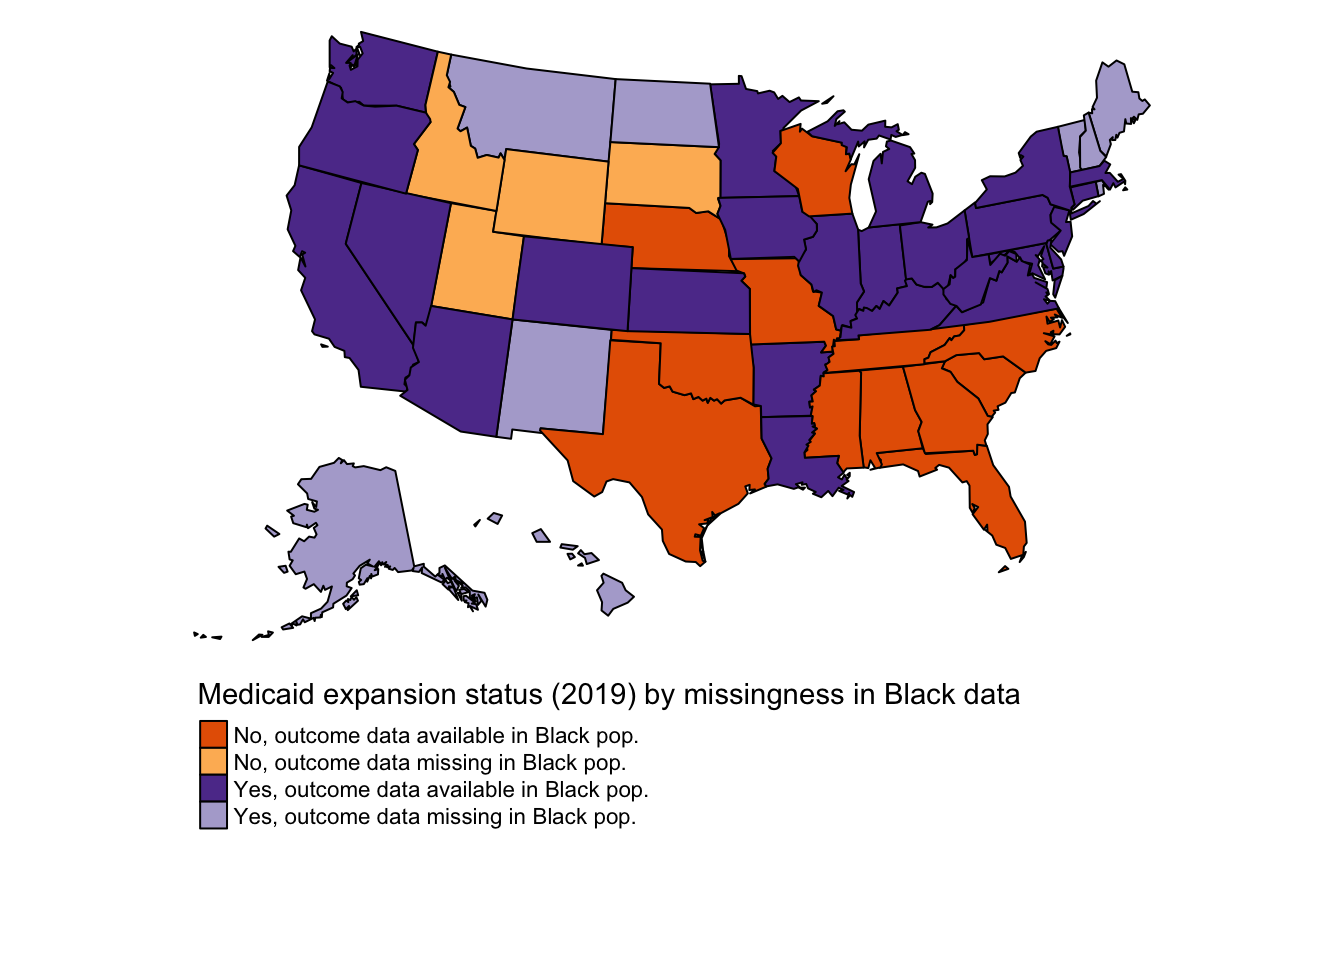 Medicaid expansion status (2019) by missingness in Black data
No, outcome data available in Black pop.
No, outcome data missing in Black pop.
Yes, outcome data available in Black pop.
Yes, outcome data missing in Black pop.